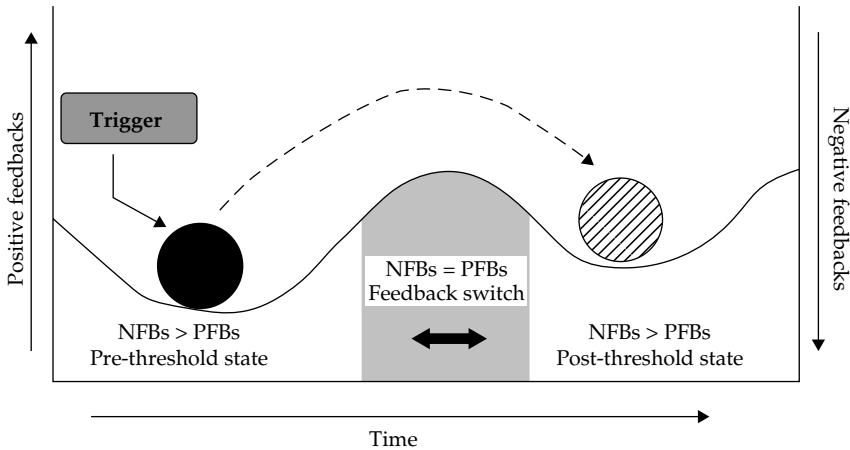 Positive feedbacks
Trigger
Negative feedbacks
NFBs = PFBs
Feedback switch
NFBs > PFBs
Pre-threshold state
NFBs > PFBs
Post-threshold state
Time